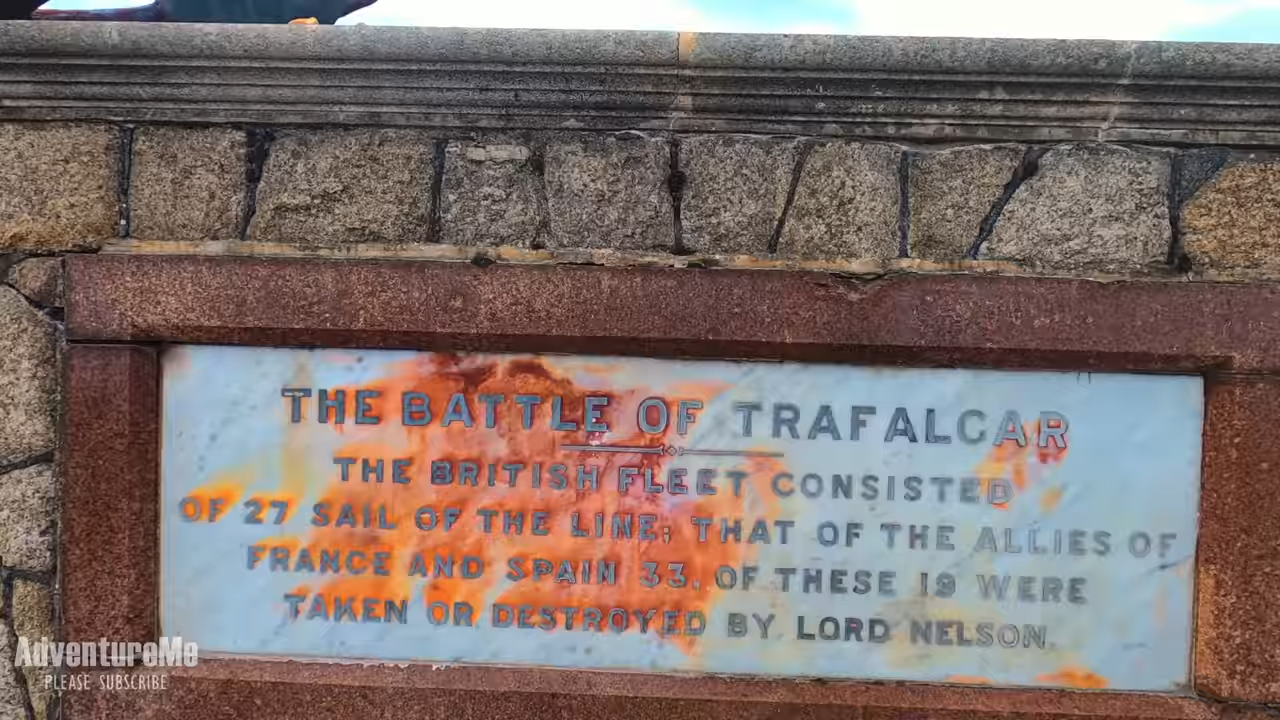 THE BATTLE OF TRAFALGAR
THE BRITISH FLEET CONSISTED
OF 27 SAIL OF THE LINE; THAT OF THE ALLIES OF
FRANCE AND SPAIN 33. OF THESE 19 WERE
TAKEN OR DESTROYED BY LORD NELSON.
AdventureMe
PLEASE SUBSCRIBE